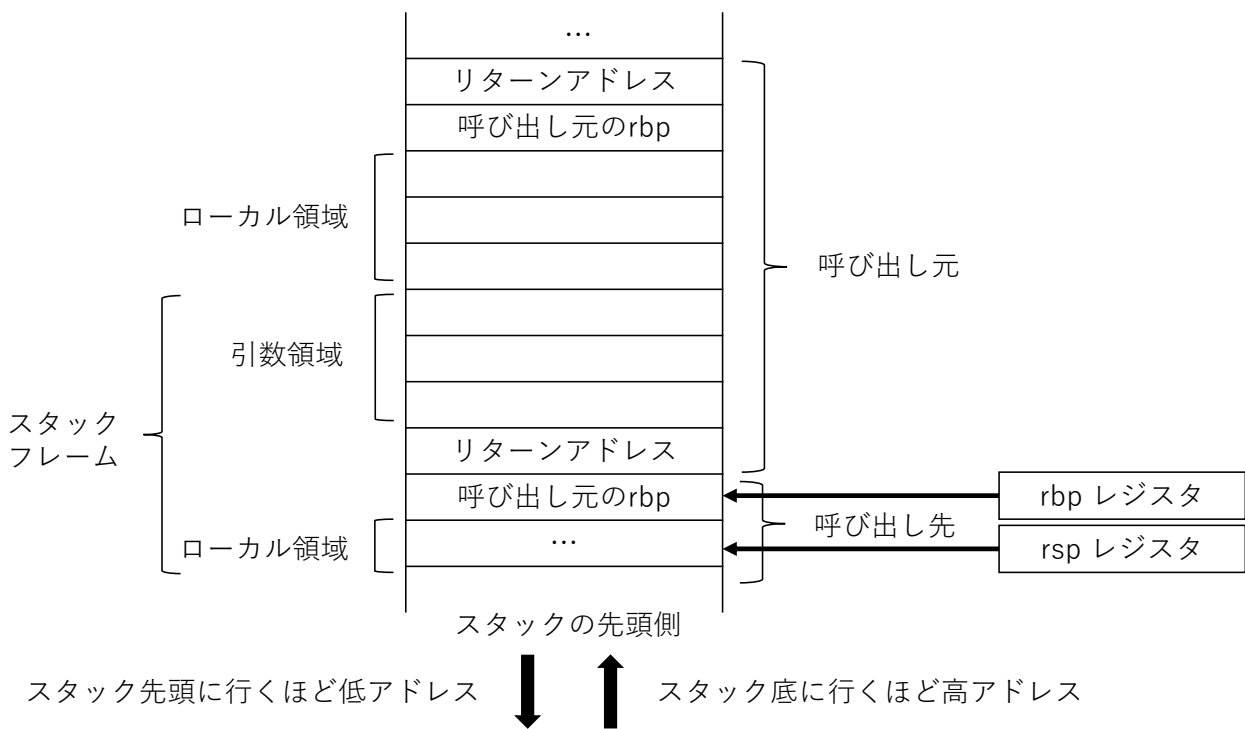 …
リターンアドレス
呼び出し元のrbp
ローカル領域
呼び出し元
引数領域
スタック
フレーム
リターンアドレス
呼び出し元のrbp
rbp レジスタ
呼び出し先
ローカル領域
…
rsp レジスタ
スタックの先頭側
スタック先頭に行くほど低アドレス
スタック底に行くほど高アドレス